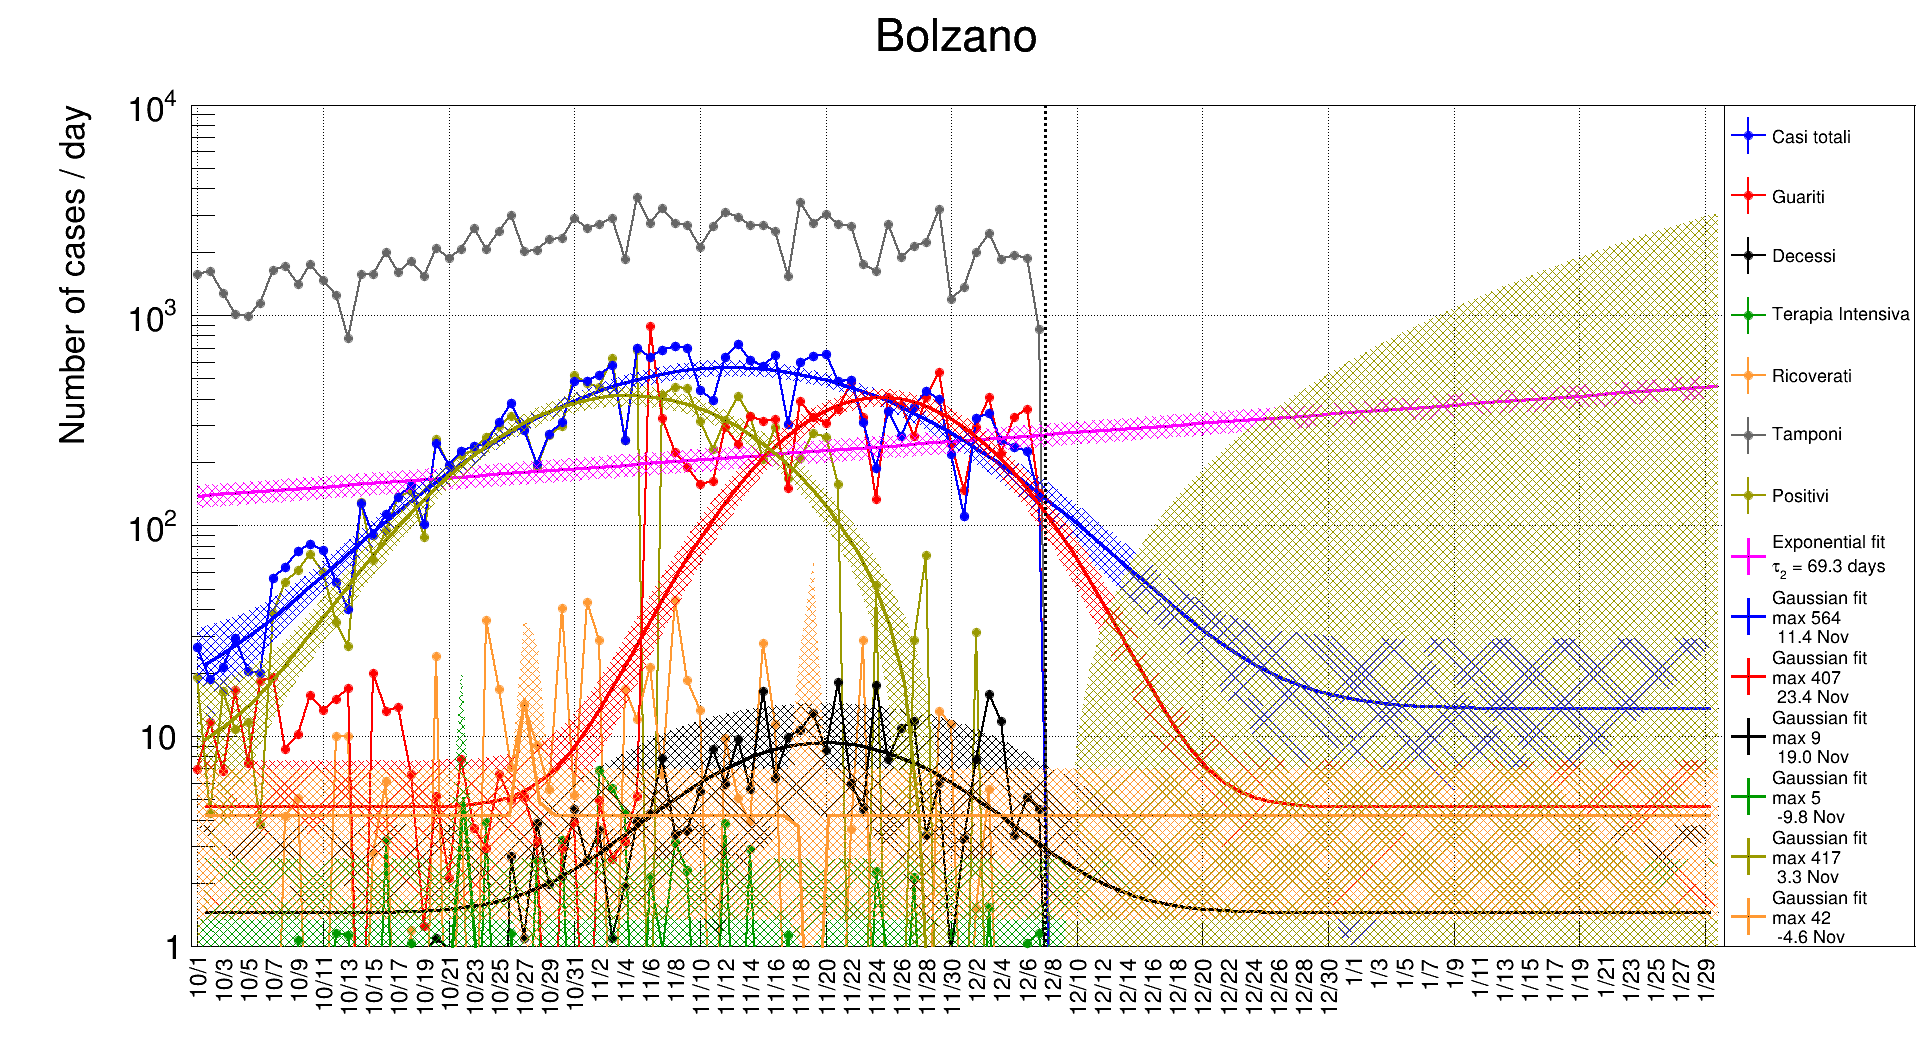 Bolzano
Number of cases / day
10^4
10^3
10^2
10
1
10/1
10/3
10/5
10/7
10/9
10/11
10/13
10/15
10/17
10/19
10/21
10/23
10/25
10/27
10/29
10/31
11/2
11/4
11/6
11/8
11/10
11/12
11/14
11/16
11/18
11/20
11/22
11/24
11/26
11/28
11/30
12/2
12/4
12/6
12/8
12/10
12/12
12/14
12/16
12/18
12/20
12/22
12/24
12/26
12/28
12/30
1/1
1/3
1/5
1/7
1/9
1/11
1/13
1/15
1/17
1/19
1/21
1/23
1/25
1/27
1/29
Casi totali
Guariti
Decessi
Terapia Intensiva
Ricoverati
Tamponi
Positivi
Exponential fit
τ2 = 69.3 days
Gaussian fit
max 564
11.4 Nov
Gaussian fit
max 407
23.4 Nov
Gaussian fit
max 9
19.0 Nov
Gaussian fit
max 5
-9.8 Nov
Gaussian fit
max 417
3.3 Nov
Gaussian fit
max 42
-4.6 Nov